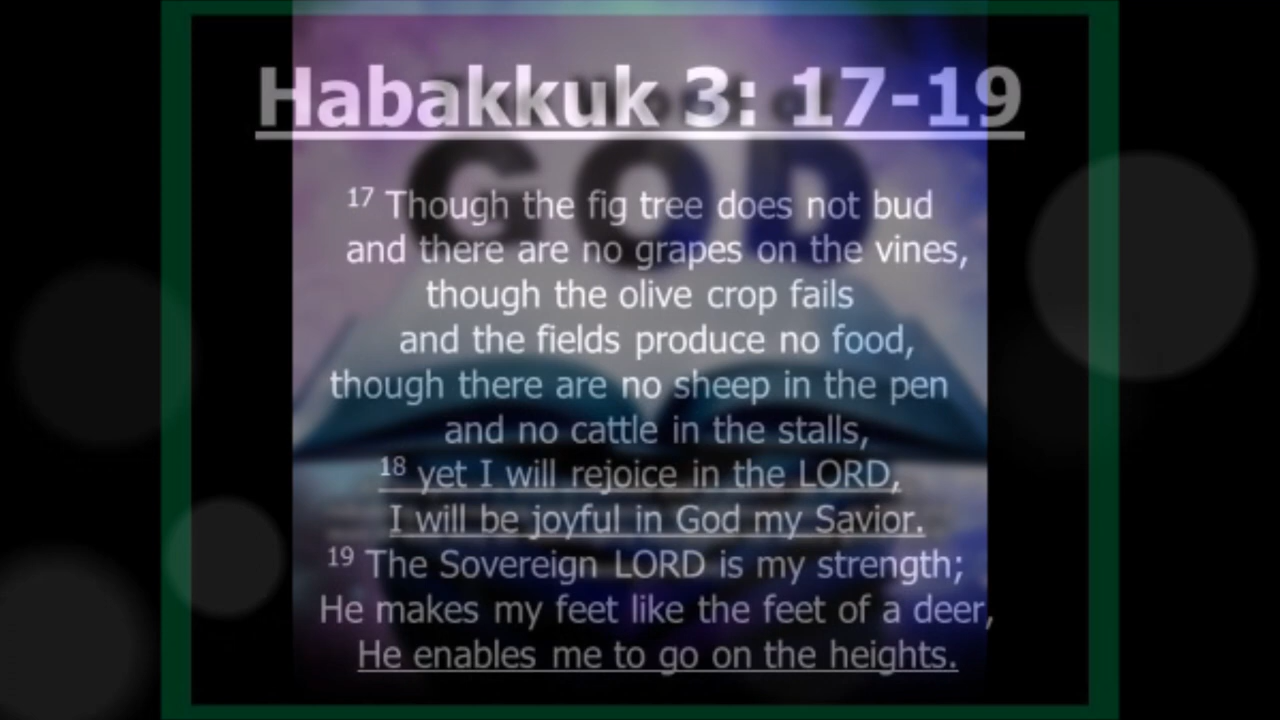 Habakkuk 3: 17-19
GOD
17 Though the fig tree does not bud
and there are no grapes on the vines,
though the olive crop fails
and the fields produce no food,
though there are no sheep in the pen
and no cattle in the stalls,
18 yet I will rejoice in the LORD,
I will be joyful in God my Savior.
19 The Sovereign LORD is my strength;
He makes my feet like the feet of a deer,
He enables me to go on the heights.